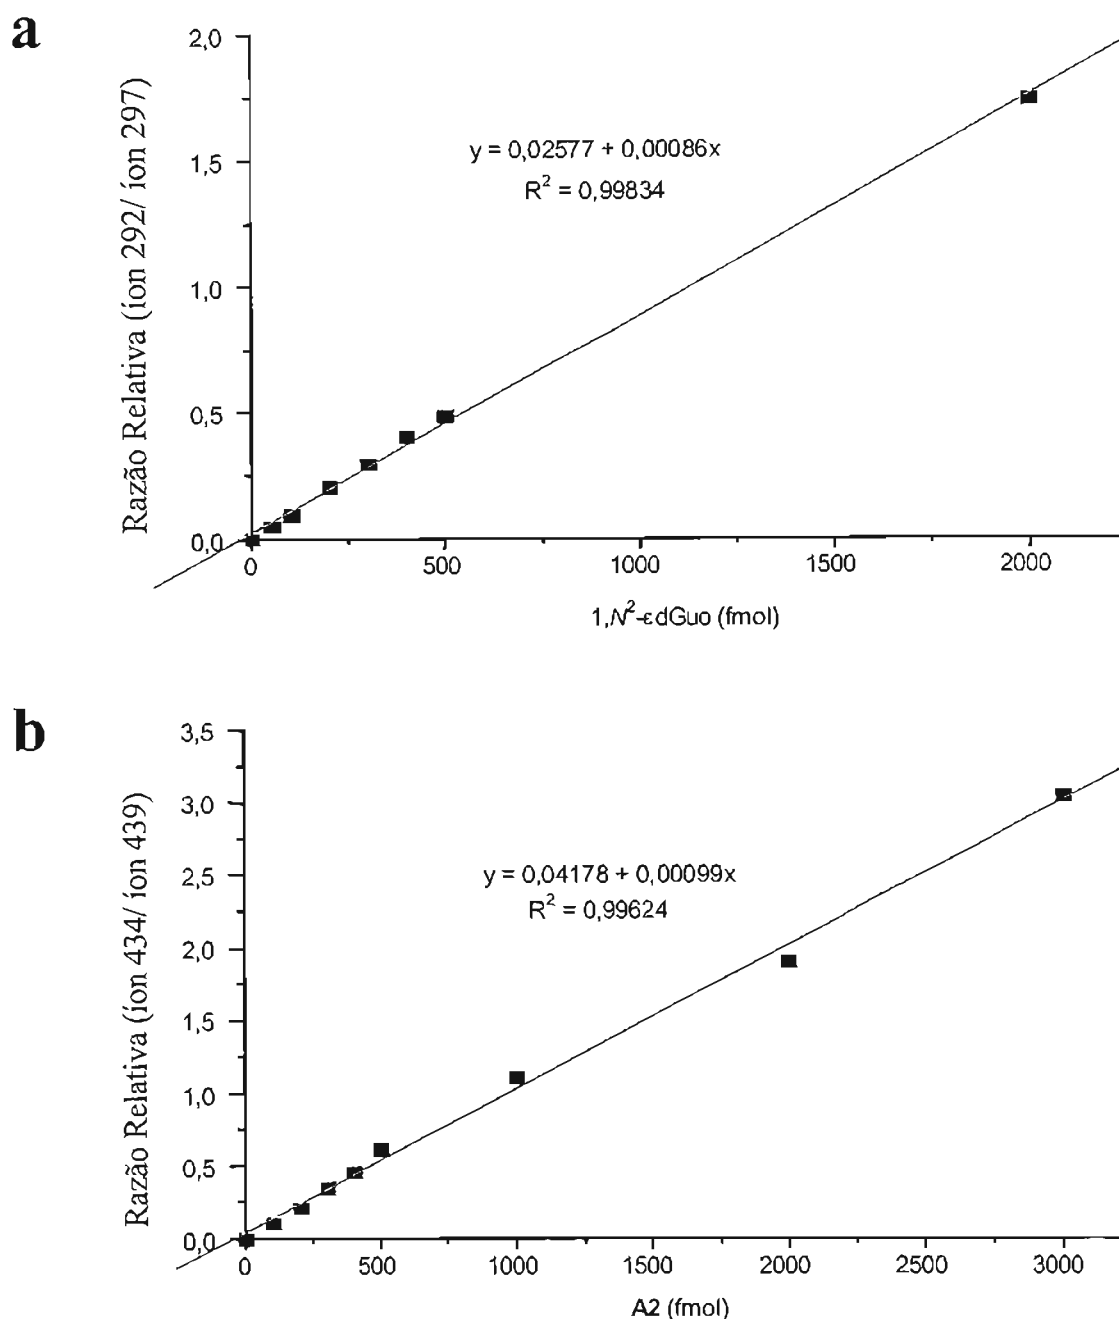 a
Razão Relativa (íon 292/ íon 297)
2,0
1,5
1,0
0,5
0,0
y = 0,02577 + 0,00086x
R² = 0,99834
0 500 1000 1500 2000
1,N²-εdGuo (fmol)
b
Razão Relativa (íon 434/ íon 439)
3,5
3,0
2,5
2,0
1,5
1,0
0,5
0,0
y = 0,04178 + 0,00099x
R² = 0,99624
0 500 1000 1500 2000 2500 3000
A2 (fmol)